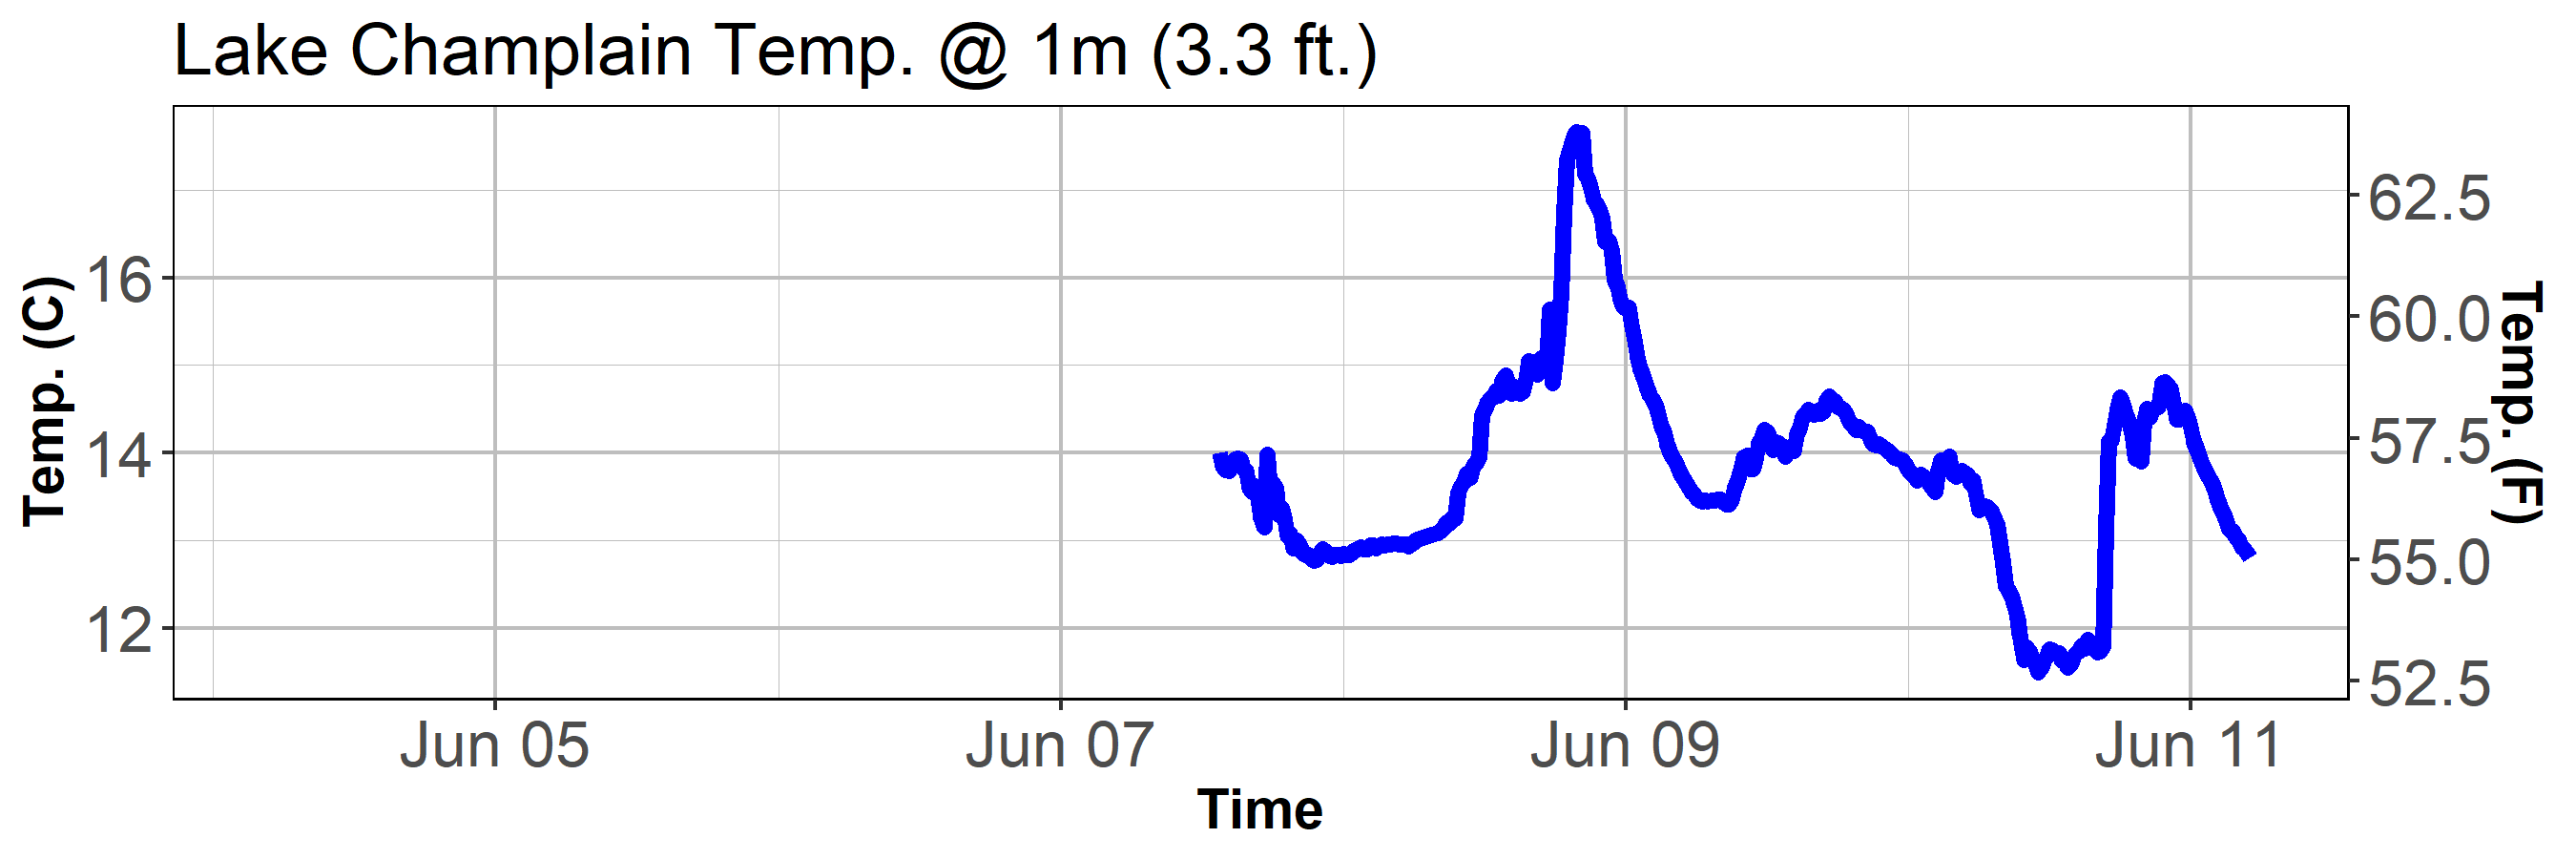 Lake Champlain Temp. @ 1m (3.3 ft.)
Temp. (C)
16
14
12
62.5
60.0
57.5
55.0
52.5
Temp. (F)
Jun 05 Jun 07 Jun 09 Jun 11
Time